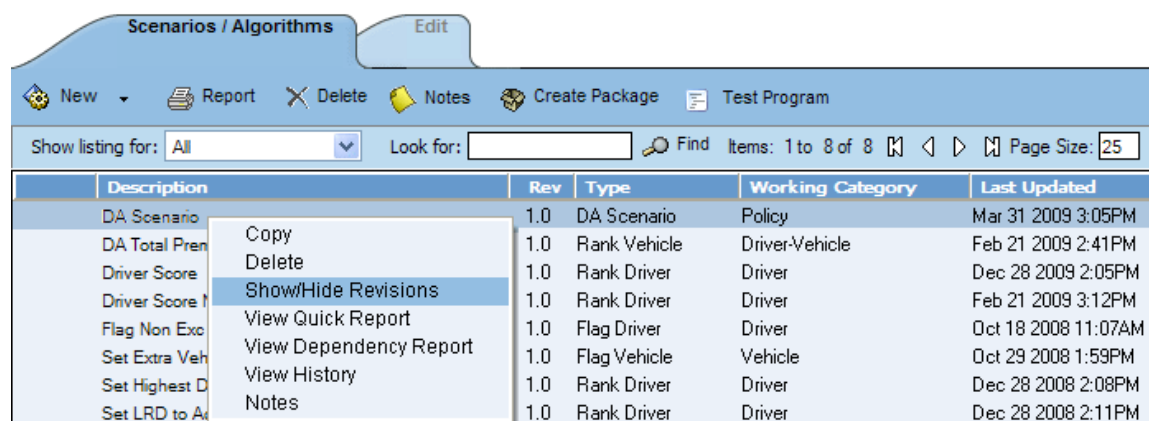 Scenarios / Algorithms Edit
New Report Delete Notes Create Package Test Program
Show listing for: All Look for: Find Items: 1 to 8 of 8 Page Size: 25
Description Rev Type Working Category Last Updated
DA Scenario 1.0 DA Scenario Policy Mar 31 2009 3:05PM
DA Total Prem 1.0 Rank Vehicle Driver-Vehicle Feb 21 2009 2:41PM
Driver Score 1.0 Rank Driver Driver Dec 28 2009 2:05PM
Driver Score 1.0 Rank Driver Driver Feb 21 2009 3:12PM
Flag Non Exc 1.0 Flag Driver Driver Oct 18 2008 11:07AM
Set Extra Veh 1.0 Flag Vehicle Vehicle Oct 29 2008 1:59PM
Set Highest D 1.0 Rank Driver Driver Dec 28 2008 2:08PM
Set LRD to 1.0 Rank Driver Driver Dec 28 2008 2:11PM
Copy
Delete
Show/Hide Revisions
View Quick Report
View Dependency Report
View History
Notes